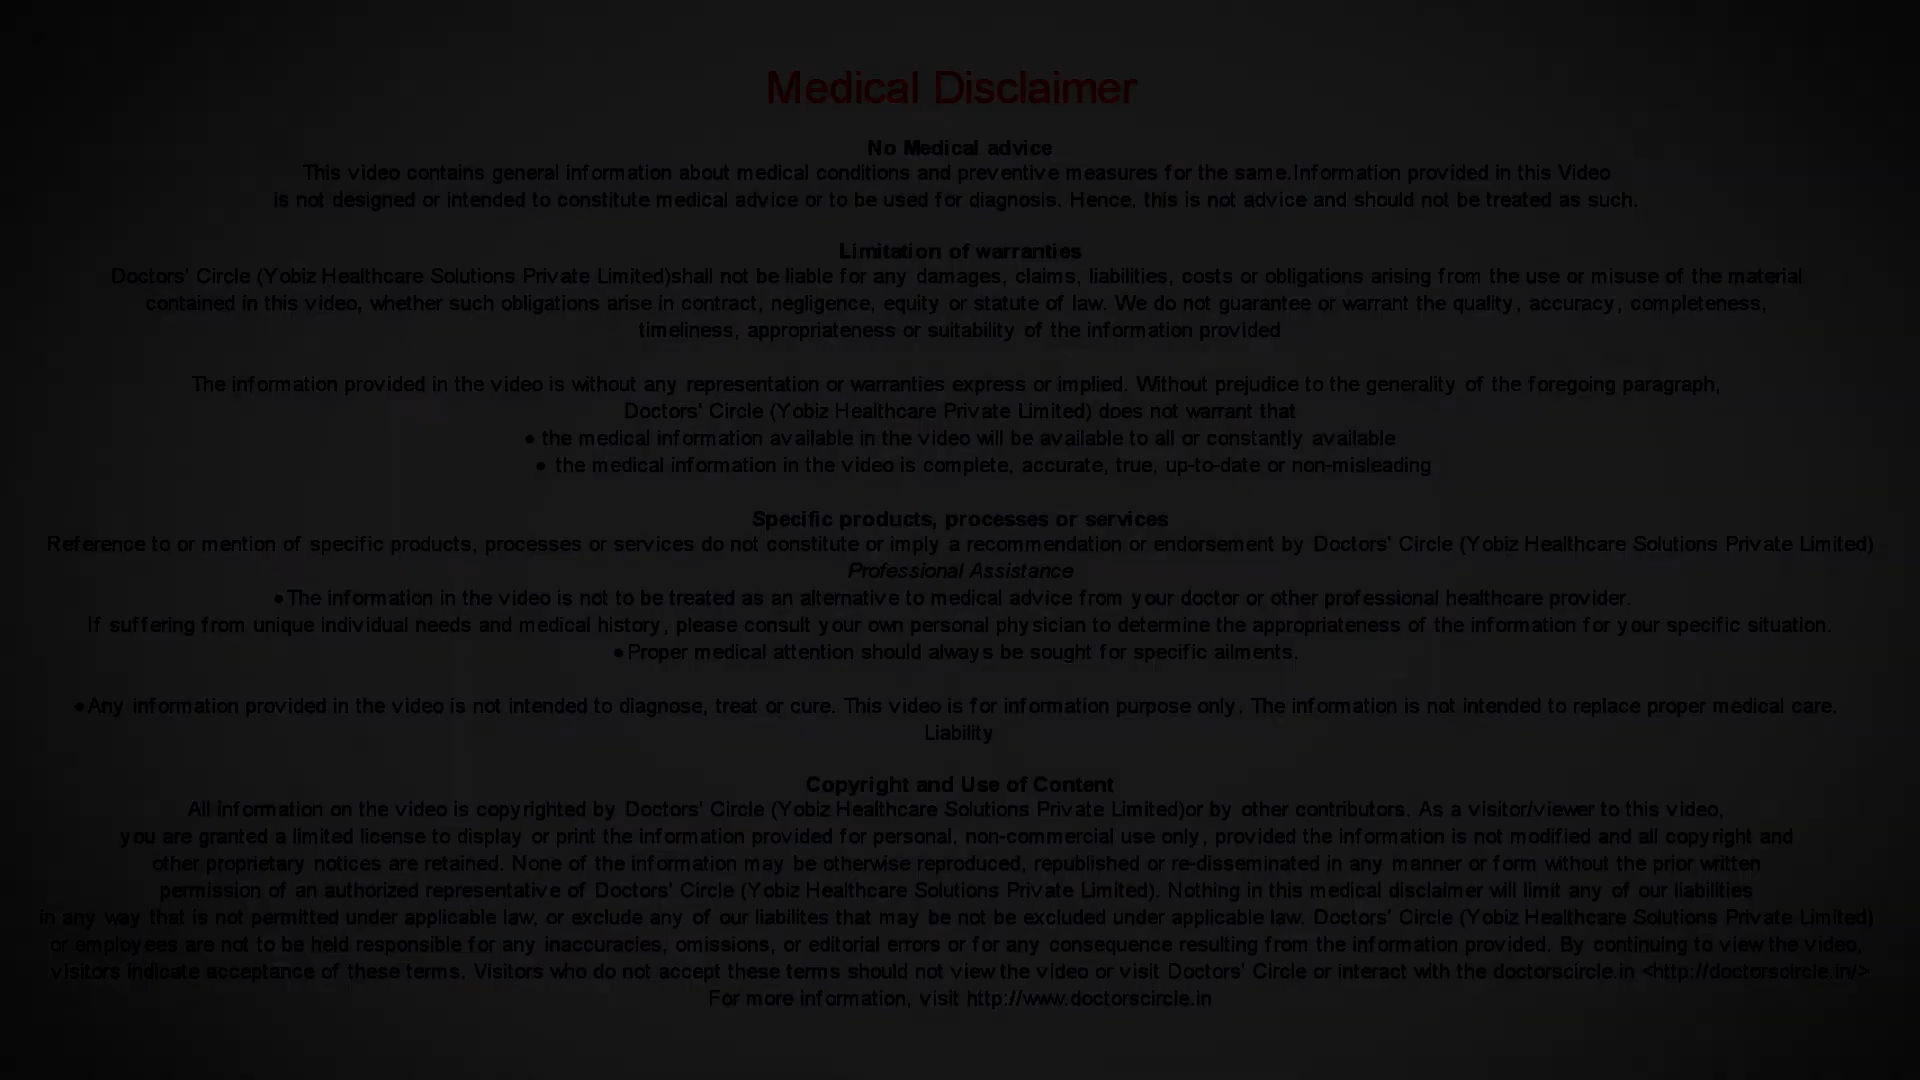 Medical Disclaimer
No Medical advice
This video contains general information about medical conditions and preventive measures for the same.Information provided in this Video
is not designed or intended to constitute medical advice or to be used for diagnosis. Hence, this is not advice and should not be treated as such.
Limitation of warranties
Doctors' Circle (Yobiz Healthcare Solutions Private Limited)shall not be liable for any damages, claims, liabilities, costs or obligations arising from the use or misuse of the material
contained in this video, whether such obligations arise in contract, negligence, equity or statute of law. We do not guarantee or warrant the quality, accuracy, completeness,
timeliness, appropriateness or suitability of the information provided
The information provided in the video is without any representation or warranties express or implied. Without prejudice to the generality of the foregoing paragraph,
Doctors' Circle (Yobiz Healthcare Private Limited) does not warrant that
● the medical information available in the video will be available to all or constantly available
● the medical information in the video is complete, accurate, true, up-to-date or non-misleading
Specific products, processes or services
Reference to or mention of specific products, processes or services do not constitute or imply a recommendation or endorsement by Doctors' Circle (Yobiz Healthcare Solutions Private Limited)
Professional Assistance
●The information in the video is not to be treated as an alternative to medical advice from your doctor or other professional healthcare provider.
If suffering from unique individual needs and medical history, please consult your own personal physician to determine the appropriateness of the information for your specific situation.
●Proper medical attention should always be sought for specific ailments.
●Any information provided in the video is not intended to diagnose, treat or cure. This video is for information purpose only. The information is not intended to replace proper medical care.
Liability
Copyright and Use of Content
All information on the video is copyrighted by Doctors' Circle (Yobiz Healthcare Solutions Private Limited)or by other contributors. As a visitor/viewer to this video,
you are granted a limited license to display or print the information provided for personal, non-commercial use only, provided the information is not modified and all copyright and
other proprietary notices are retained. None of the information may be otherwise reproduced, republished or re-disseminated in any manner or form without the prior written
permission of an authorized representative of Doctors' Circle (Yobiz Healthcare Solutions Private Limited). Nothing in this medical disclaimer will limit any of our liabilities
in any way that is not permitted under applicable law, or exclude any of our liabilites that may be not be excluded under applicable law. Doctors' Circle (Yobiz Healthcare Solutions Private Limited)
or employees are not to be held responsible for any inaccuracies, omissions, or editorial errors or for any consequence resulting from the information provided. By continuing to view the video,
visitors indicate acceptance of these terms. Visitors who do not accept these terms should not view the video or visit Doctors' Circle or interact with the doctorscircle.in <http://doctorscircle.in/>
For more information, visit http://www.doctorscircle.in